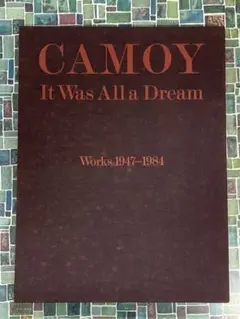 CAMOY
It Was All a Dream
Works.1947–1984